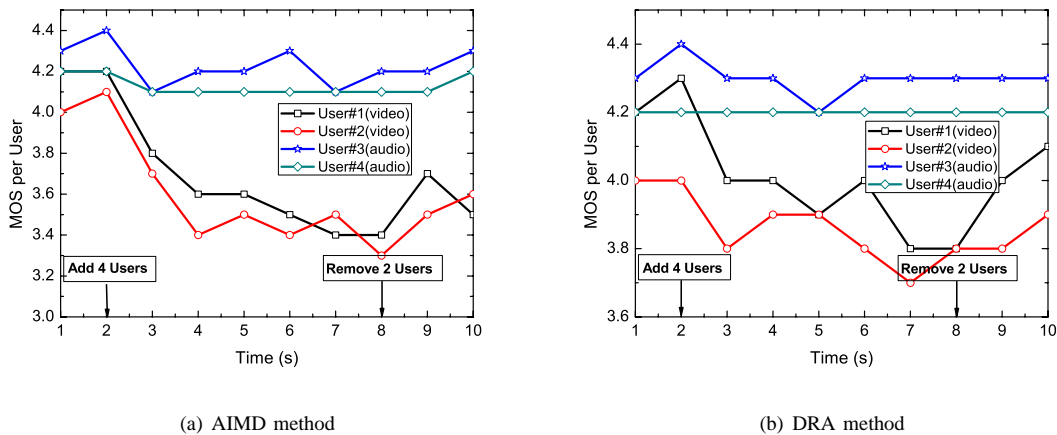 4.4
4.2
4.0
3.8
3.6
3.4
3.2
3.0
MOS per User
User#1(video)
User#2(video)
User#3(audio)
User#4(audio)
Add 4 Users
Remove 2 Users
1 2 3 4 5 6 7 8 9 10
Time (s)
(a) AIMD method
4.4
4.2
4.0
3.8
3.6
MOS per User
User#1(video)
User#2(video)
User#3(audio)
User#4(audio)
Add 4 Users
Remove 2 Users
1 2 3 4 5 6 7 8 9 10
Time (s)
(b) DRA method